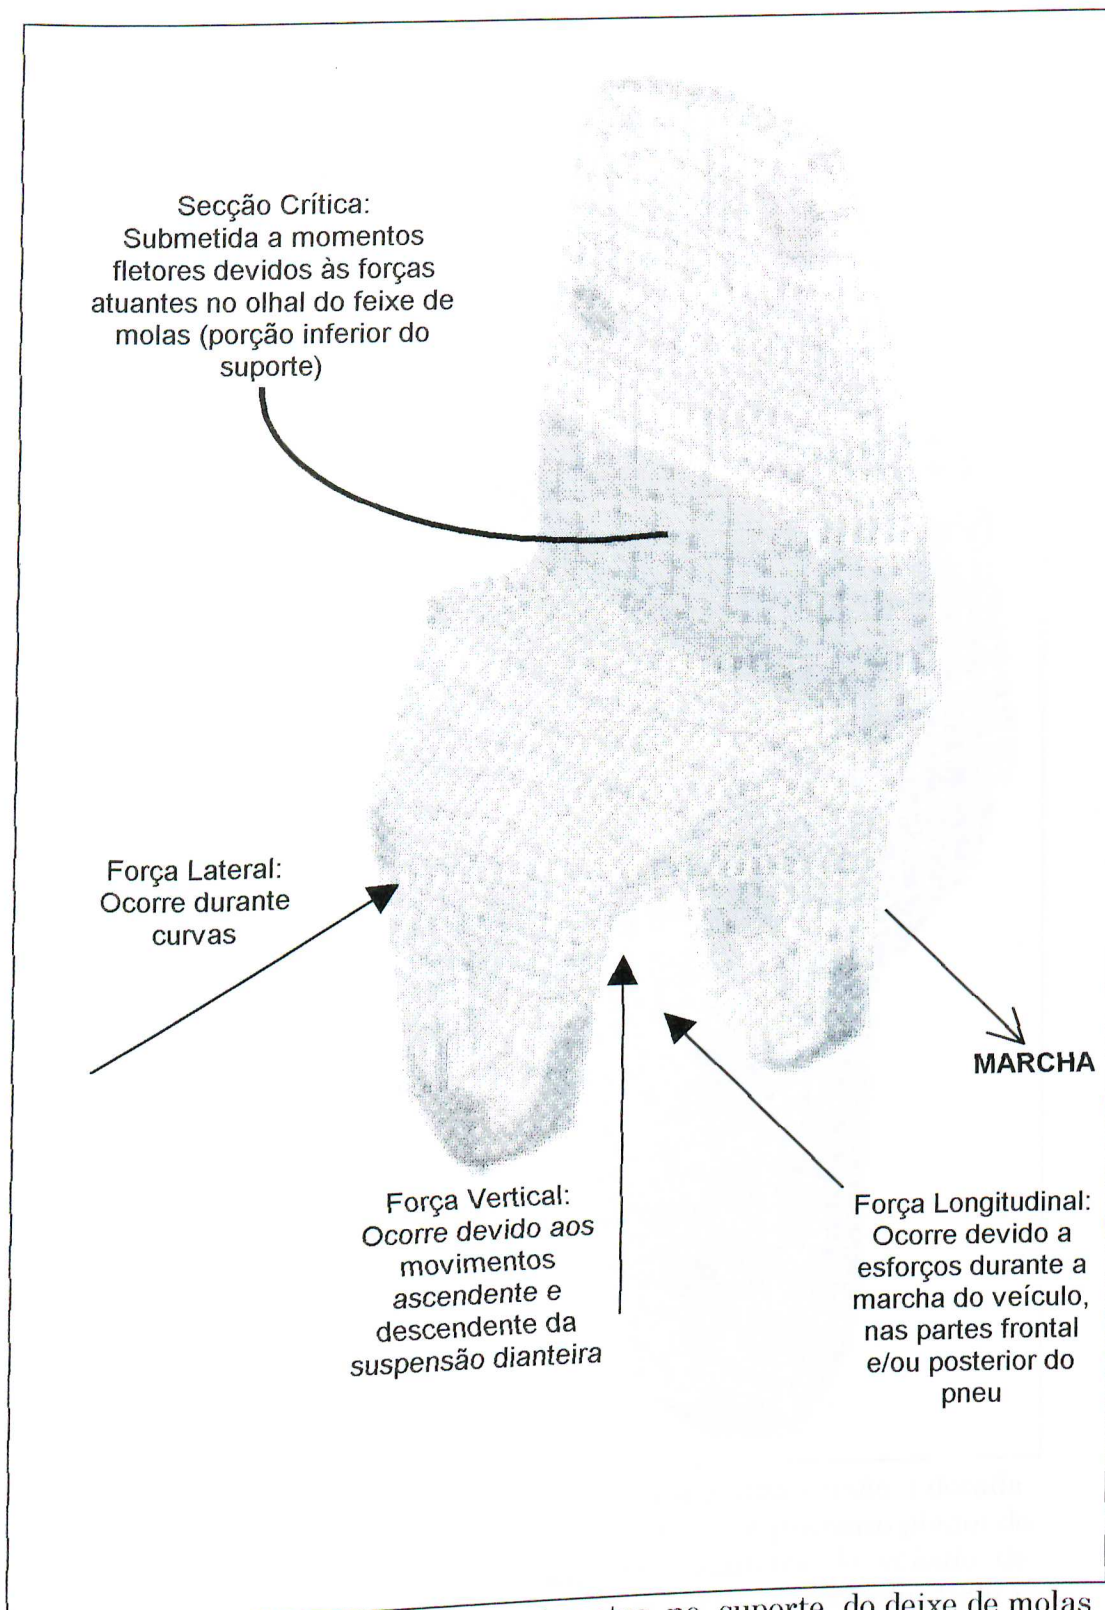 Secção Crítica:
Submetida a momentos
fletores devidos às forças
atuantes no olhal do feixe de
molas (porção inferior do
suporte)
Força Lateral:
Ocorre durante
curvas
MARCHA
Força Vertical:
Ocorre devido aos
movimentos
ascendente e
descendente da
suspensão dianteira
Força Longitudinal:
Ocorre devido a
esforços durante a
marcha do veículo,
nas partes frontal
e/ou posterior do
pneu
no suporte do deixe de molas